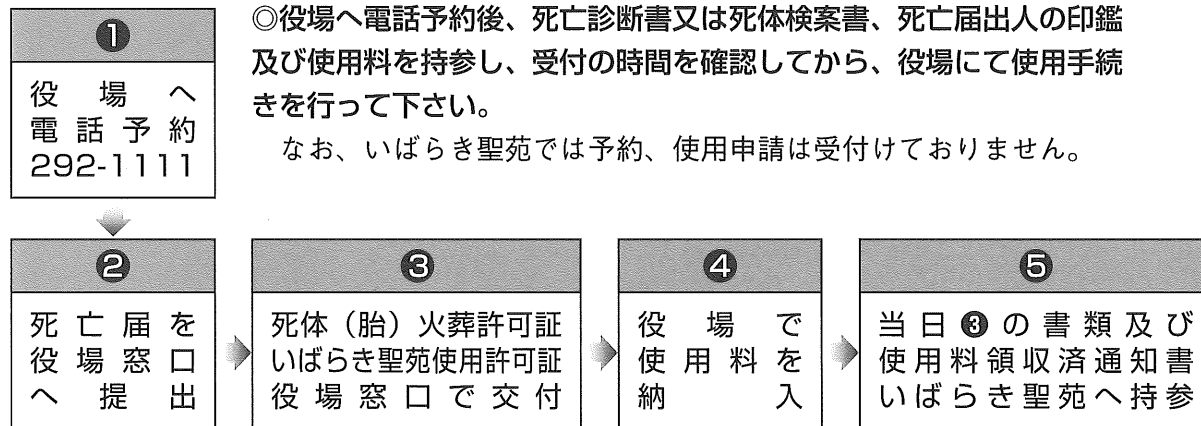 ❶
役場へ
電話予約
292-1111
◎役場へ電話予約後、死亡診断書又は死体検案書、死亡届出人の印鑑
及び使用料を持参し、受付の時間を確認してから、役場にて使用手続
きを行って下さい。
なお、いばらき聖苑では予約、使用申請は受付けておりません。
❷
死亡届を
役場窓口
へ提出
❸
死体（胎）火葬許可証
いばらき聖苑使用許可証
役場窓口で交付
❹
役場で
使用料を
納入
❺
当日❸の書類及び
使用料領収済通知書
いばらき聖苑へ持参